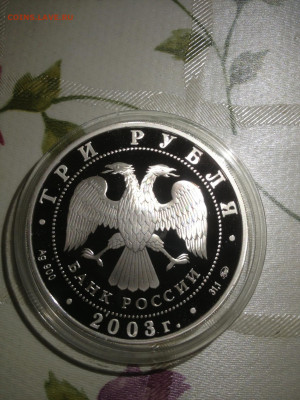 ТРИ РУБЛЯ
Ag 900
31,1
БАНК РОССИИ
2003 г.